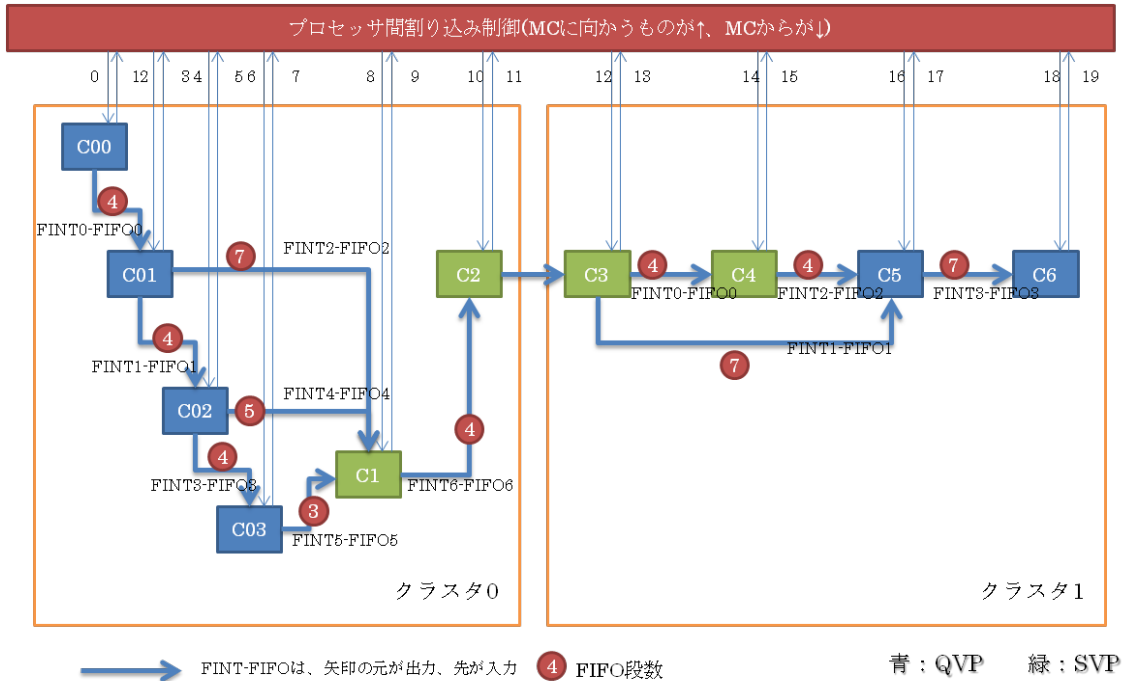 プロセッサ間割り込み制御(MCに向かうものが↑、MCからが↓)
0 12 34 56 7 8 9 10 11 12 13 14 15 16 17 18 19
C00
4
FINT0-FIFO0
7
FINT2-FIFO2
C01
C2
C3
4
C4
4
C5
7
C6
FINT0-FIFO0
FINT2-FIFO2
FINT3-FIFO3
4
FINT1-FIFO1
FINT1-FIFO1
7
C02
5
FINT4-FIFO4
4
4
C1
FINT3-FIFO3
FINT6-FIFO6
3
C03
FINT5-FIFO5
クラスタ0
クラスタ1
FINT-FIFOは、矢印の元が出力、先が入力
4 FIFO段数
青：QVP 緑：SVP